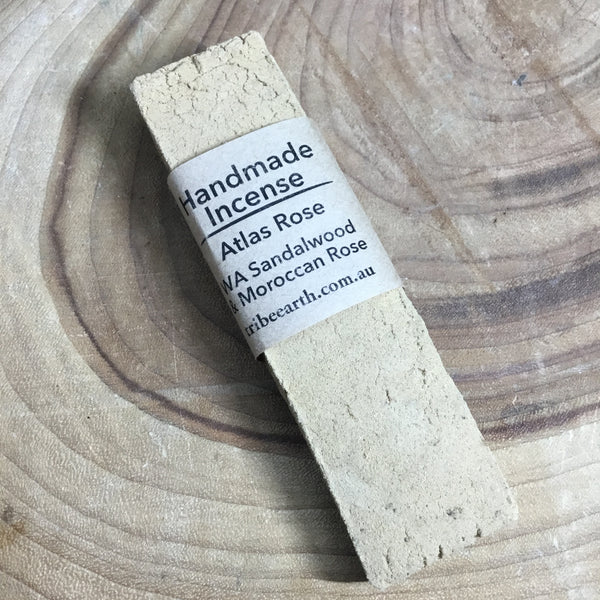 Handmade
Incense
Atlas Rose
WA Sandalwood
& Moroccan Rose
tribeearth.com.au